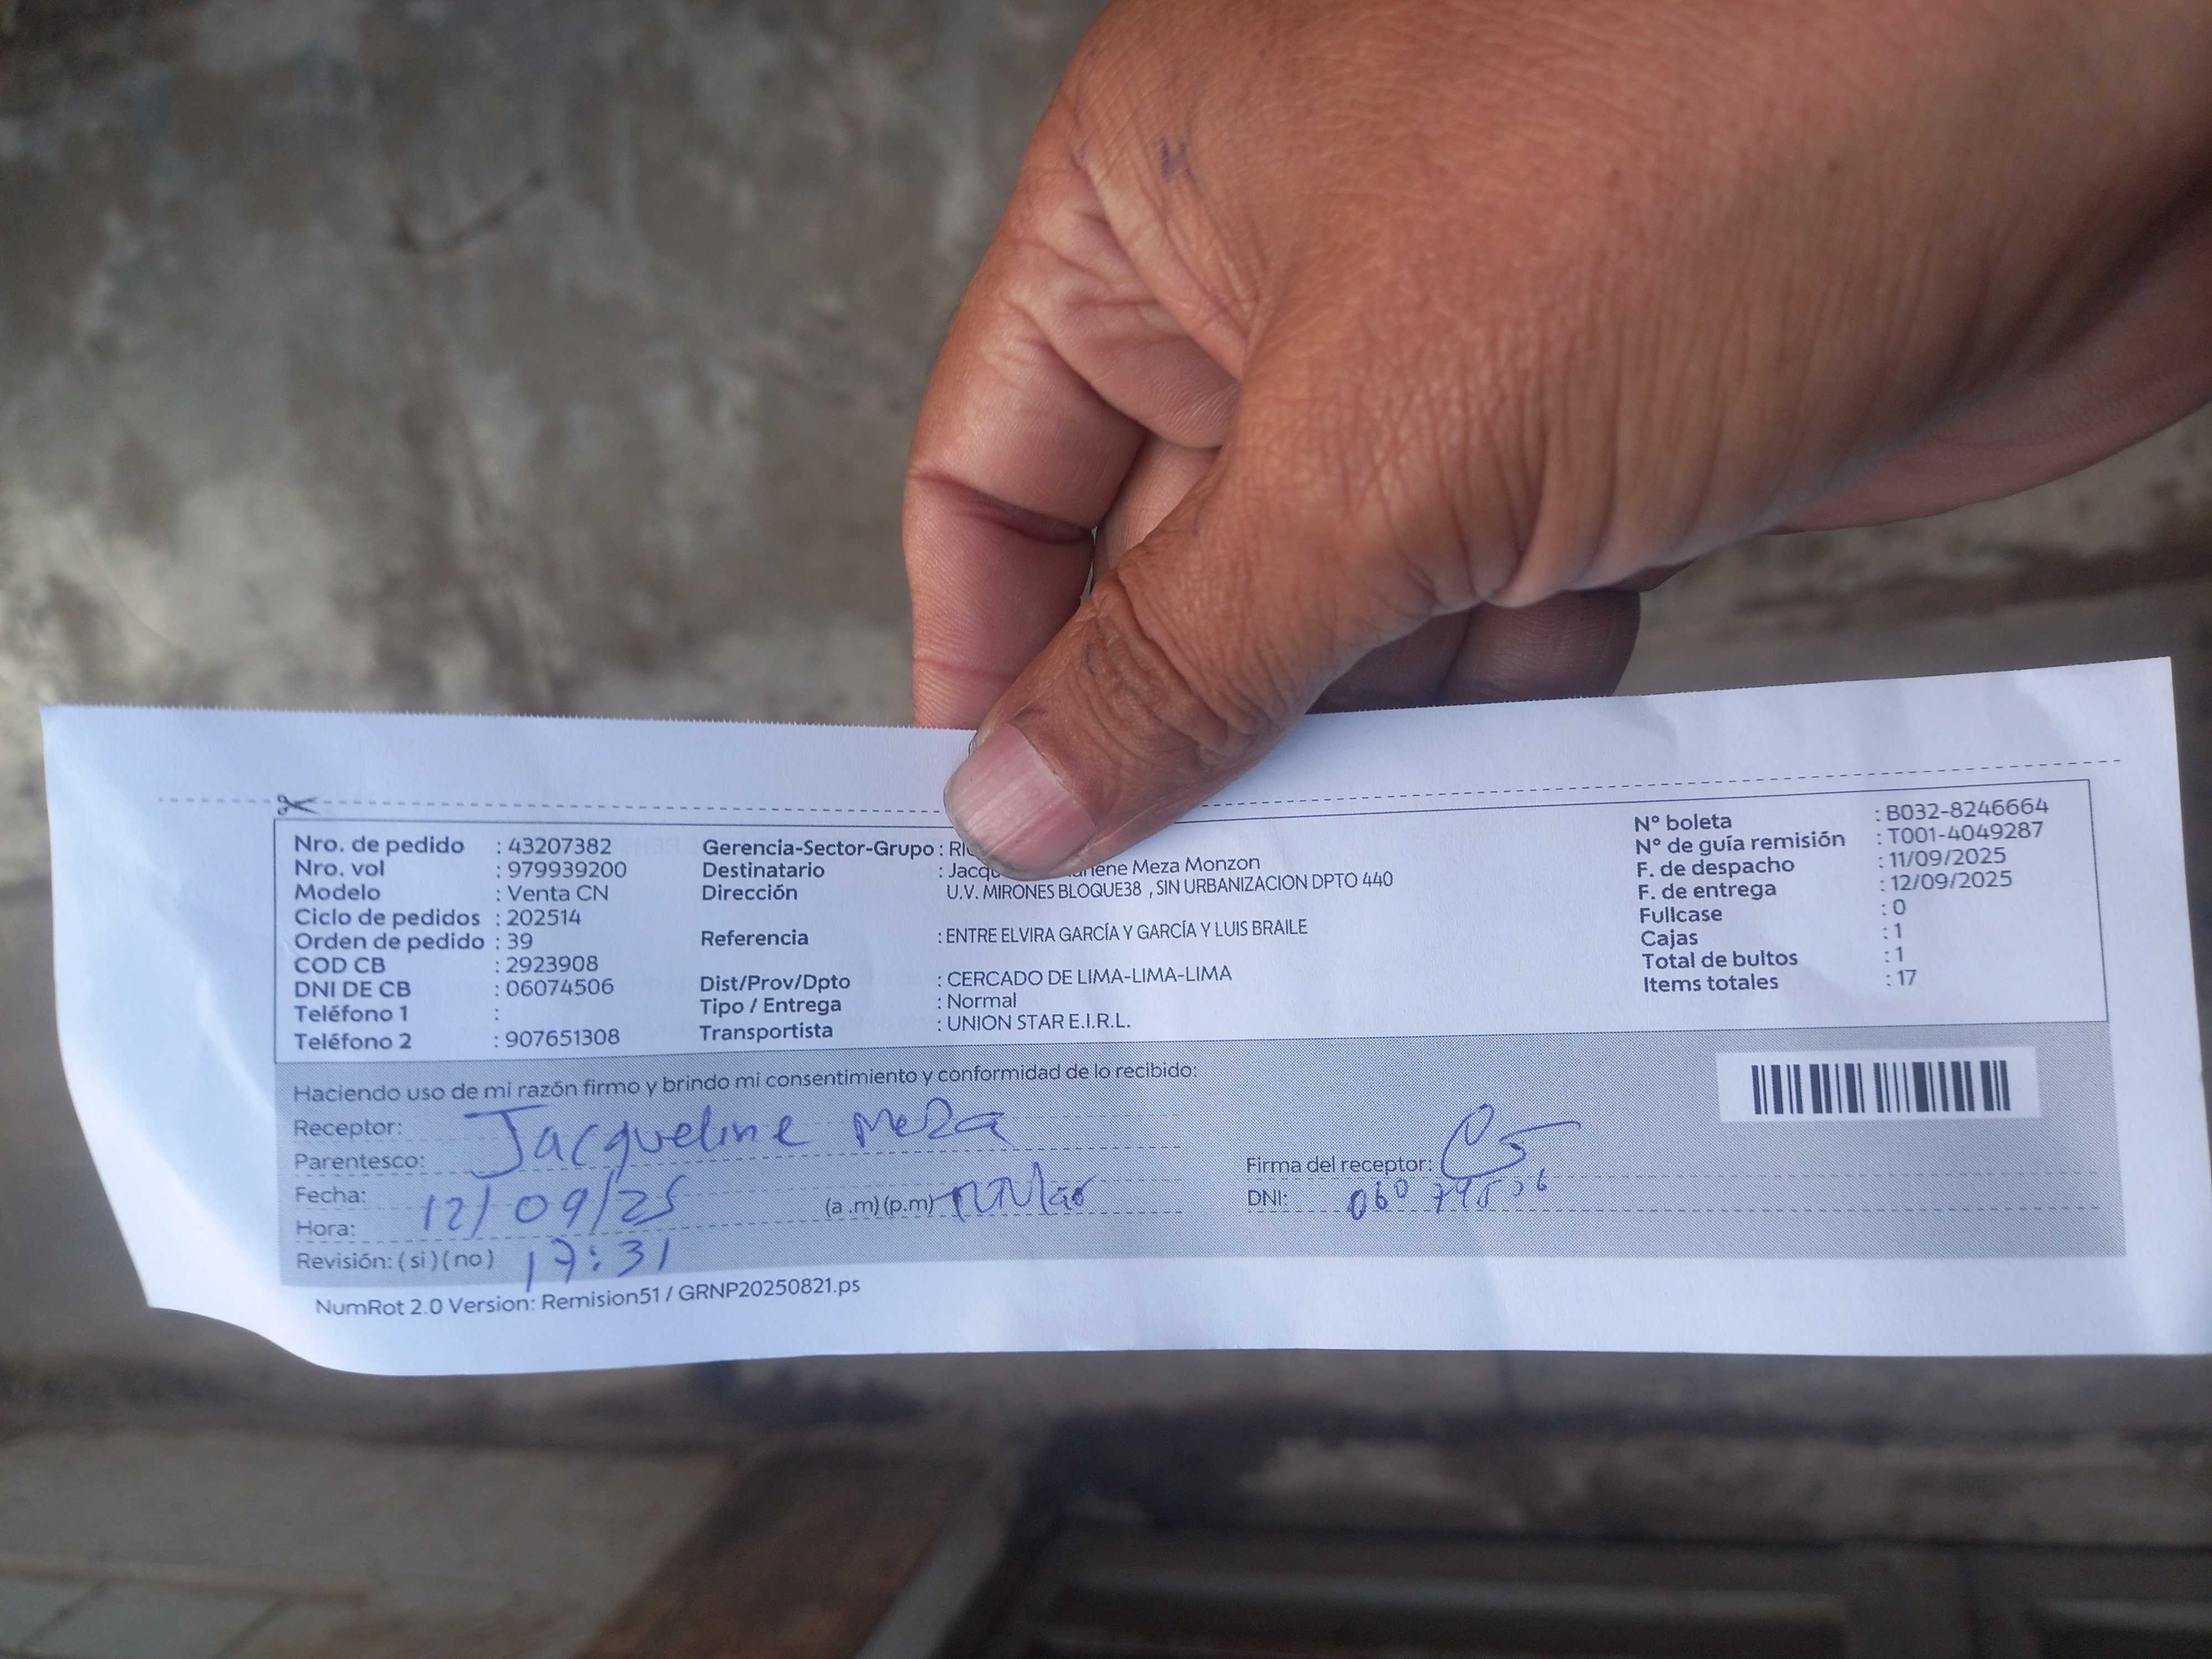 Nro. de pedido : 43207382
Nro. vol : 979939200
Modelo : Venta CN
Ciclo de pedidos : 202514
Orden de pedido : 39
COD CB : 2923908
DNI DE CB : 06074506
Teléfono 1 :
Teléfono 2 : 907651308
Gerencia-Sector-Grupo :
Destinatario : Meza Monzon
Dirección U.V. MIRONES BLOQUE38 , SIN URBANIZACION DPTO 440
Referencia : ENTRE ELVIRA GARCÍA Y GARCÍA Y LUIS BRAILE
Dist/Prov/Dpto : CERCADO DE LIMA-LIMA-LIMA
Tipo / Entrega : Normal
Transportista : UNION STAR E.I.R.L.
N° boleta : B032-8246664
N° de guía remisión : T001-4049287
F. de despacho : 11/09/2025
F. de entrega : 12/09/2025
Fullcase : 0
Cajas : 1
Total de bultos : 1
Items totales : 17
Haciendo uso de mi razón firmo y brindo mi consentimiento y conformidad de lo recibido:
Receptor: Jacqueline Meza
Parentesco:
Fecha: 12/09/25 (a .m) (p.m)
Hora: 17:31
Revisión: ( si ) ( no )
Firma del receptor:
DNI:
NumRot 2.0 Version: Remision51 / GRNP20250821.ps